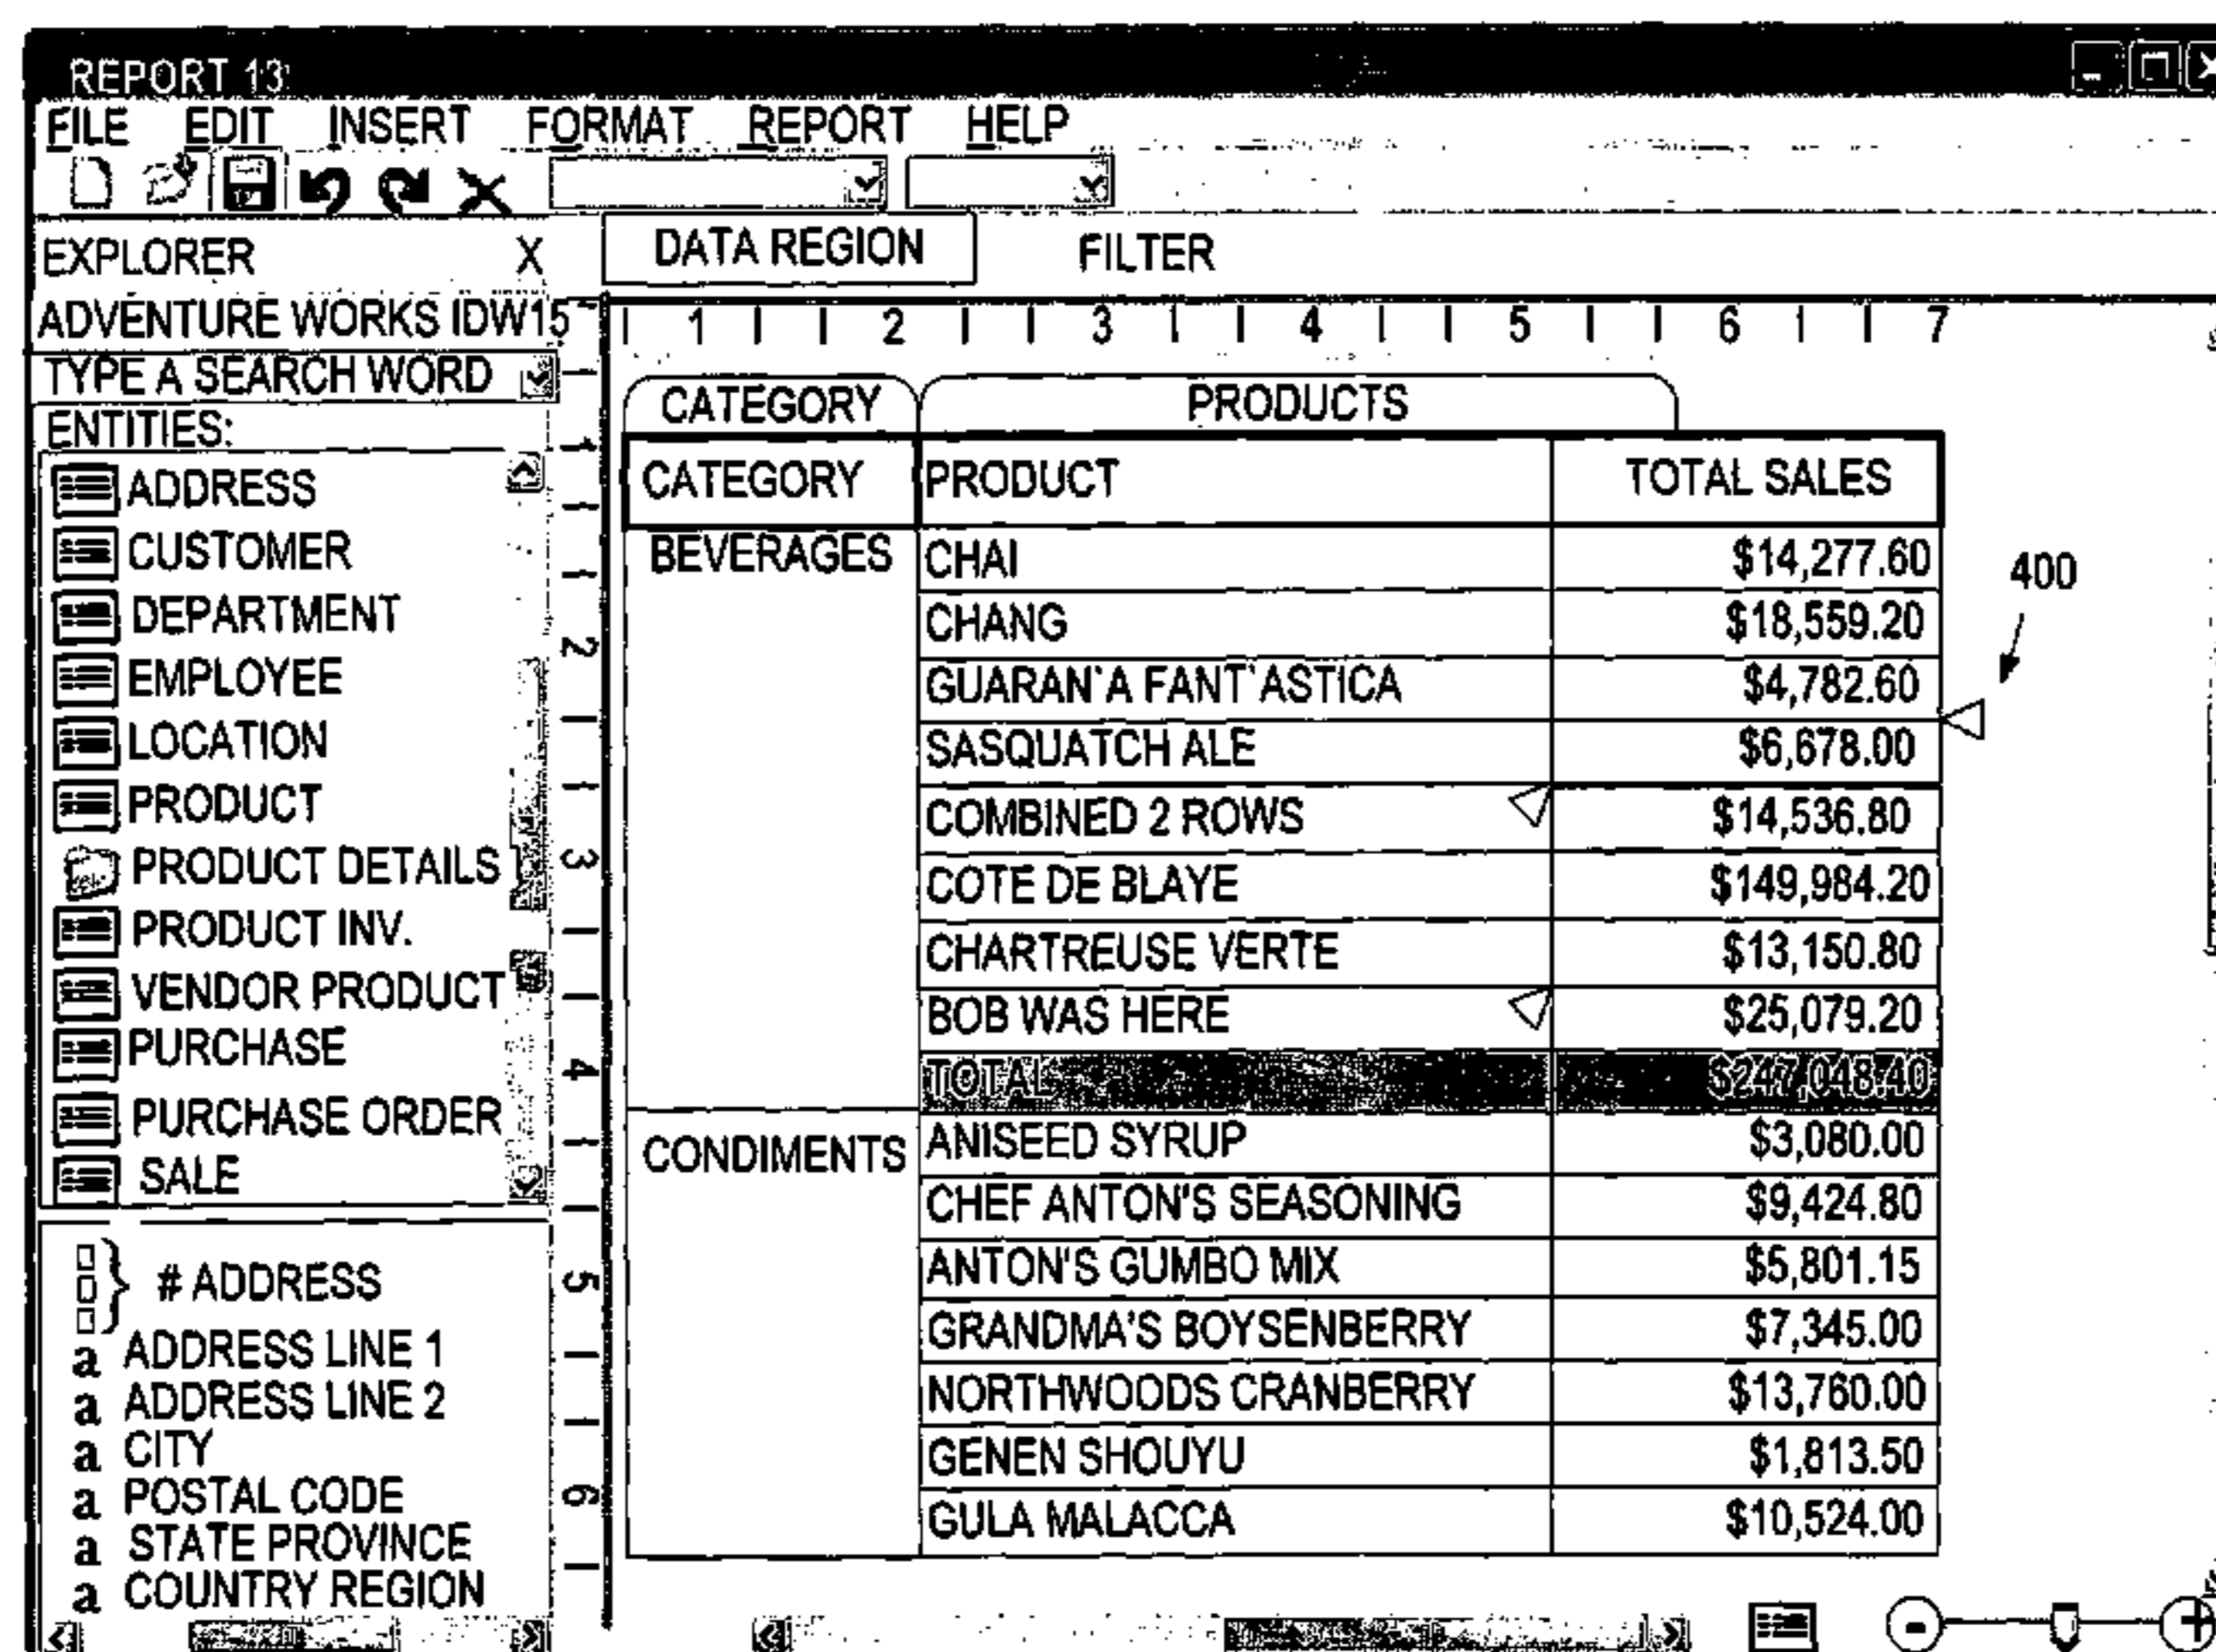 REPORT 13
FILE EDIT INSERT FORMAT REPORT HELP
EXPLORER X
DATA REGION FILTER
ADVENTURE WORKS IDW15
1 2 3 4 5 6 7
TYPE A SEARCH WORD
ENTITIES:
ADDRESS
CUSTOMER
DEPARTMENT
EMPLOYEE
LOCATION
PRODUCT
PRODUCT DETAILS
PRODUCT INV.
VENDOR PRODUCT
PURCHASE
PURCHASE ORDER
SALE
# ADDRESS
a ADDRESS LINE 1
a ADDRESS LINE 2
a CITY
a POSTAL CODE
a STATE PROVINCE
a COUNTRY REGION
2
3
4
5
6
CATEGORY PRODUCTS
CATEGORY PRODUCT TOTAL SALES
BEVERAGES CHAI $14,277.60
CHANG $18,559.20
GUARAN`A FANT`ASTICA $4,782.60
SASQUATCH ALE $6,678.00
COMBINED 2 ROWS $14,536.80
COTE DE BLAYE $149,984.20
CHARTREUSE VERTE $13,150.80
BOB WAS HERE $25,079.20
TOTAL $247,048.40
CONDIMENTS ANISEED SYRUP $3,080.00
CHEF ANTON'S SEASONING $9,424.80
ANTON'S GUMBO MIX $5,801.15
GRANDMA'S BOYSENBERRY $7,345.00
NORTHWOODS CRANBERRY $13,760.00
GENEN SHOUYU $1,813.50
GULA MALACCA $10,524.00
400